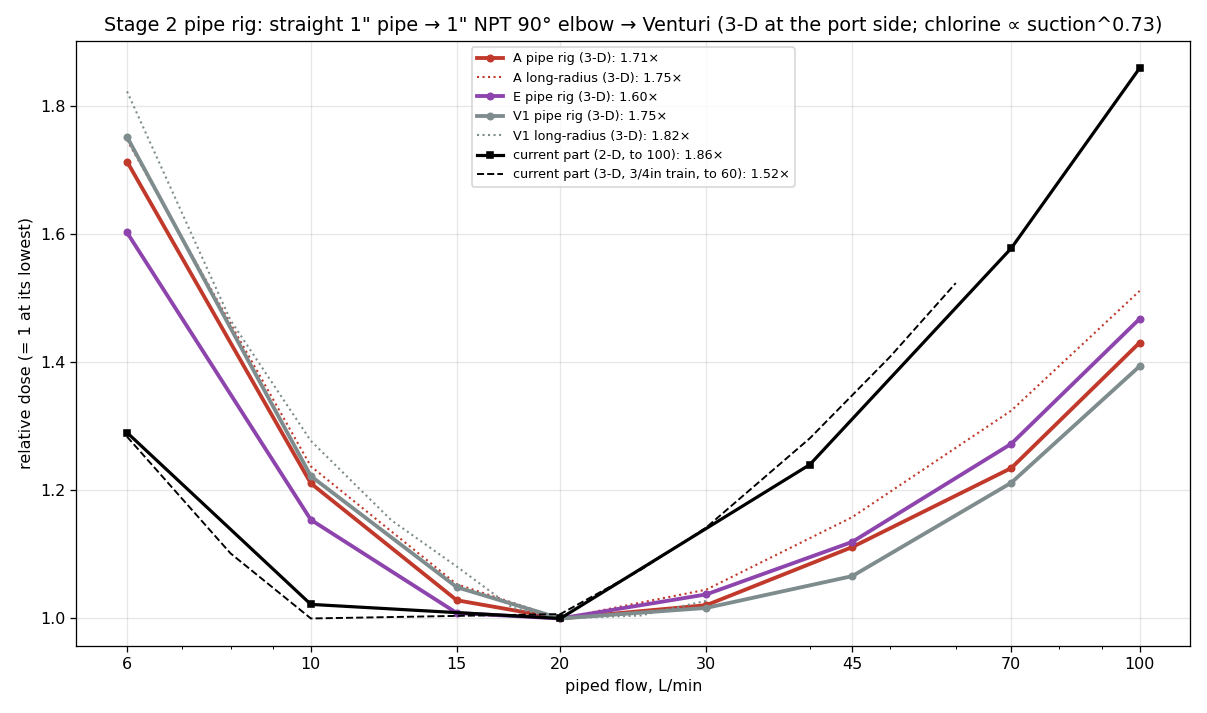 Stage 2 pipe rig: straight 1" pipe → 1" NPT 90° elbow → Venturi (3-D at the port side; chlorine ∝ suction^0.73)
A pipe rig (3-D): 1.71×
A long-radius (3-D): 1.75×
E pipe rig (3-D): 1.60×
V1 pipe rig (3-D): 1.75×
V1 long-radius (3-D): 1.82×
current part (2-D, to 100): 1.86×
current part (3-D, 3/4in train, to 60): 1.52×
relative dose (= 1 at its lowest)
1.8
1.6
1.4
1.2
1.0
6 10 15 20 30 45 70 100
piped flow, L/min